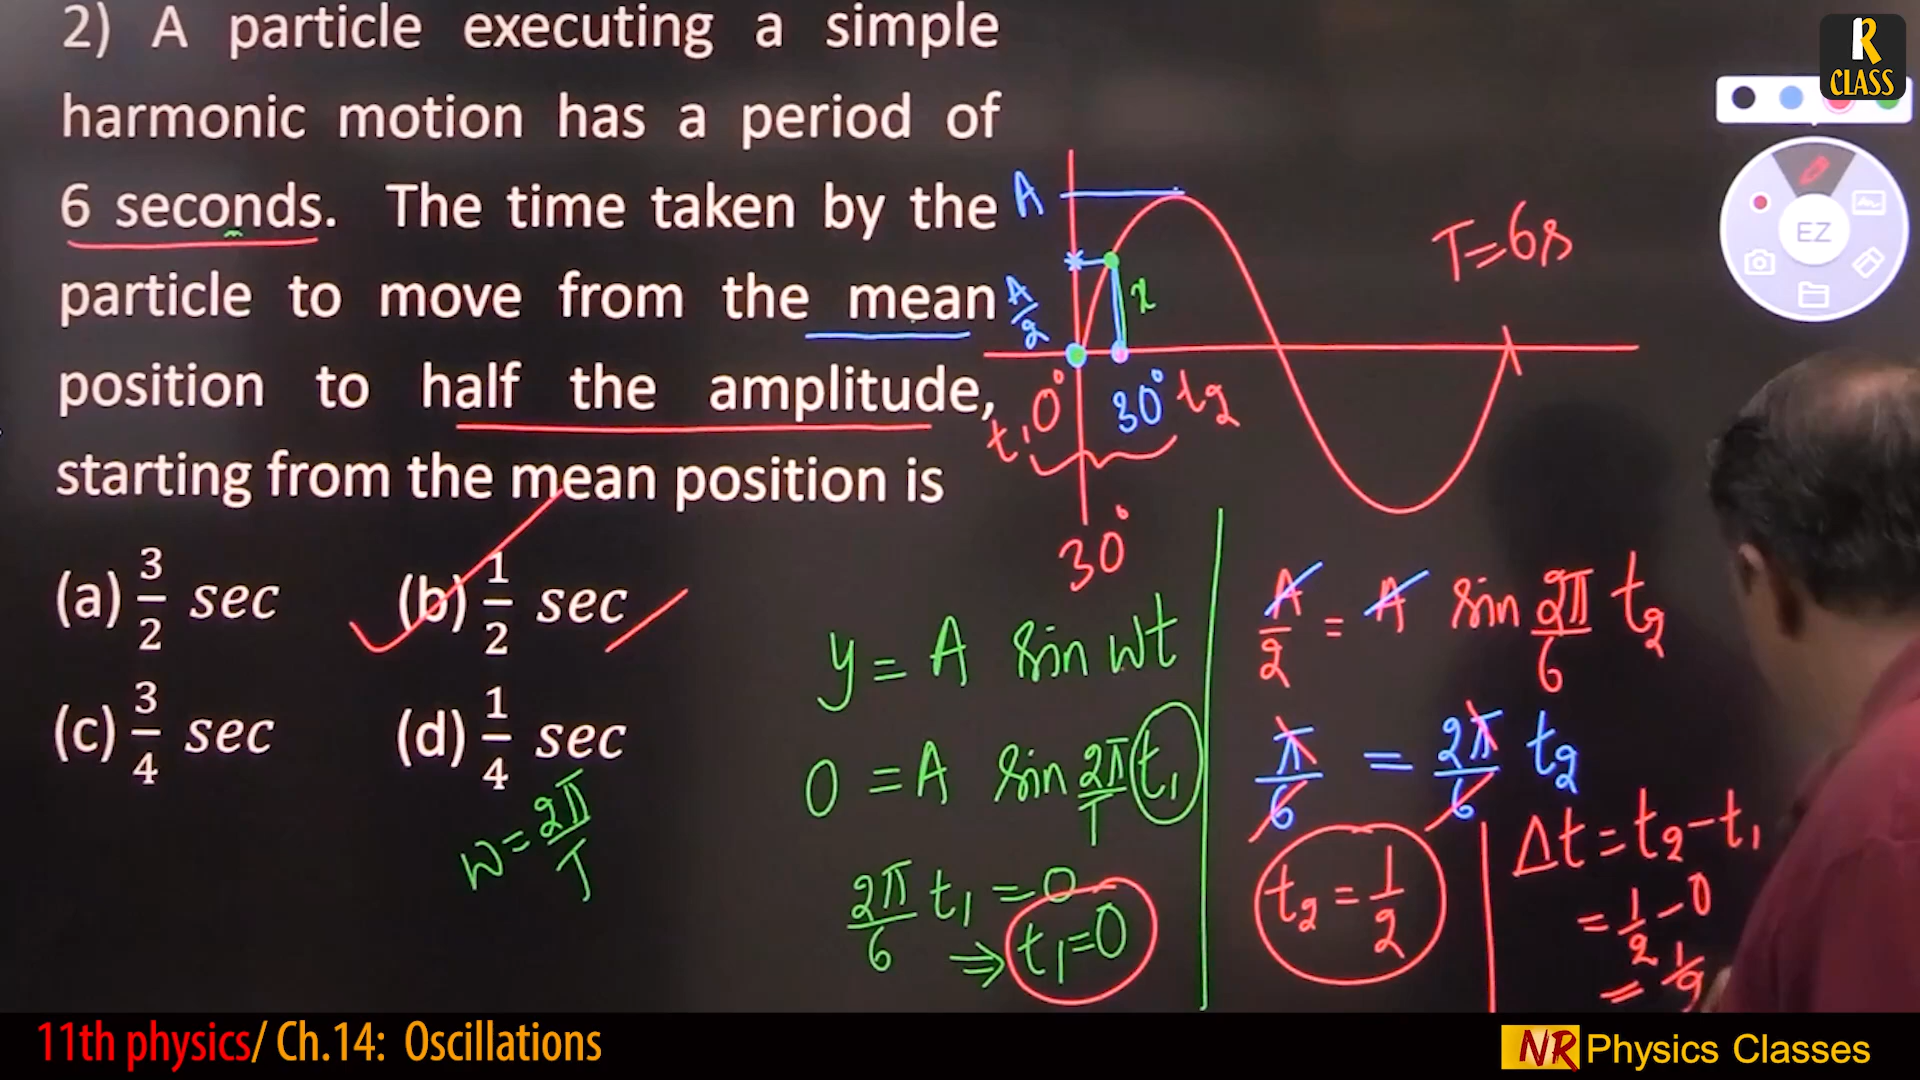 2) A particle executing a simple
harmonic motion has a period of
6 seconds. The time taken by the
particle to move from the mean
position to half the amplitude,
starting from the mean position is
(a) 3/2 sec (b) 1/2 sec
(c) 3/4 sec (d) 1/4 sec
w = 2π/T
A
A/2
x
T=6s
t₁ 0° 30° t₂
30°
y = A sin wt
0 = A sin 2π/T t₁
2π/6 t₁ = 0
⇒ t₁=0
A/2 = A sin 2π/6 t₂
π/6 = 2π/6 t₂
t₂ = 1/2
Δt = t₂ - t₁
= 1/2 - 0
= 1/2
R
CLASS
EZ
11th physics/ Ch.14: Oscillations
NR Physics Classes